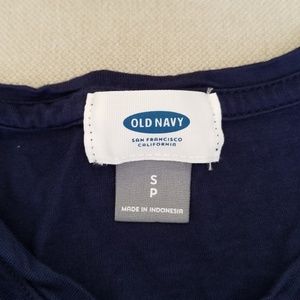 OLD NAVY
SAN FRANCISCO
CALIFORNIA
S
P
MADE IN INDONESIA